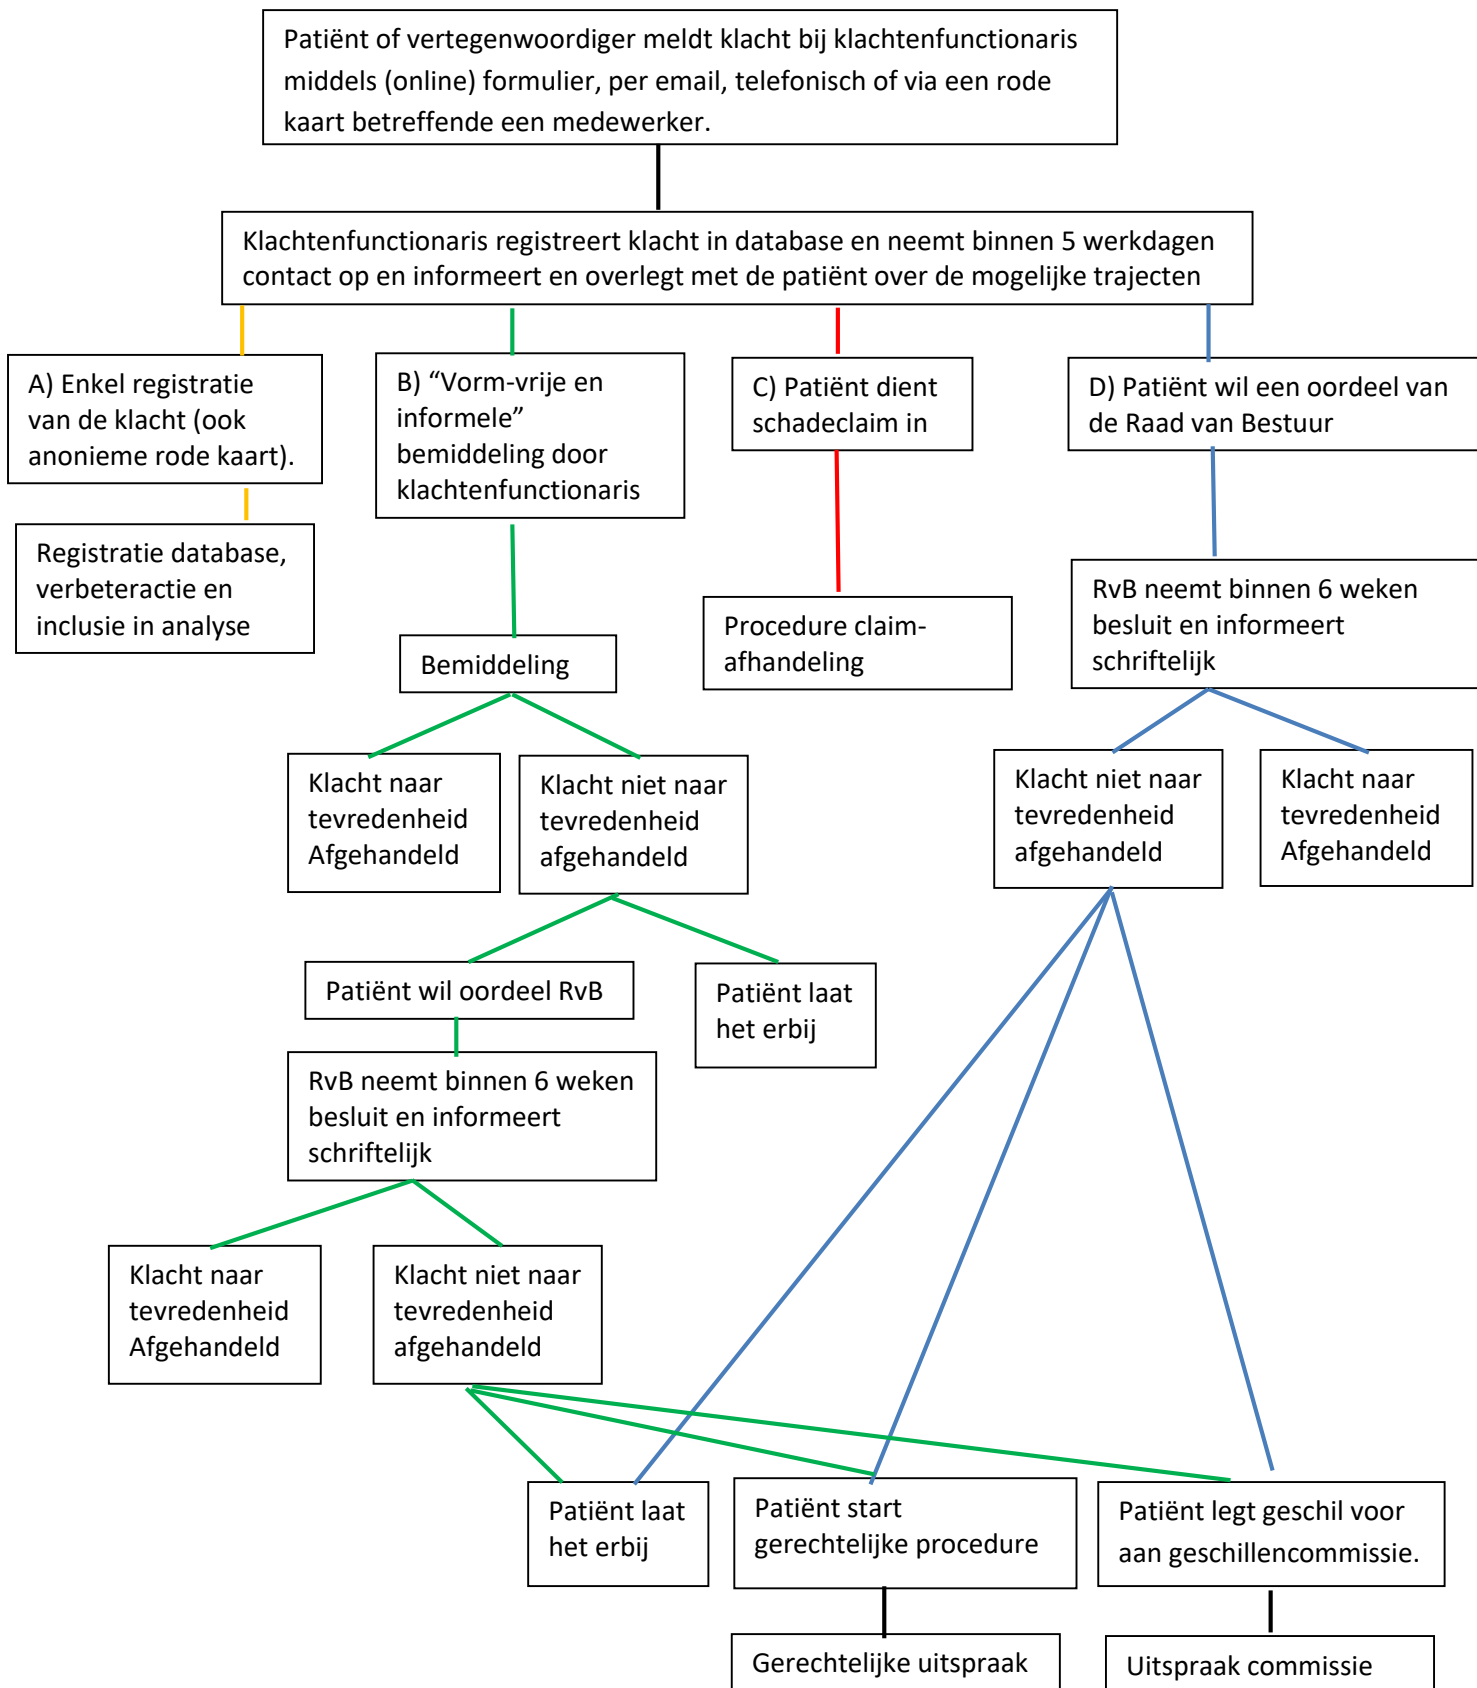 Patiënt of vertegenwoordiger meldt klacht bij klachtenfunctionaris
middels (online) formulier, per email, telefonisch of via een rode
kaart betreffende een medewerker.
Klachtenfunctionaris registreert klacht in database en neemt binnen 5 werkdagen
contact op en informeert en overlegt met de patiënt over de mogelijke trajecten
A) Enkel registratie
van de klacht (ook
anonieme rode kaart).
B) “Vorm-vrije en
informele”
bemiddeling door
klachtenfunctionaris
C) Patiënt dient
schadeclaim in
D) Patiënt wil een oordeel van
de Raad van Bestuur
Registratie database,
verbeteractie en
inclusie in analyse
Bemiddeling
Procedure claim-
afhandeling
RvB neemt binnen 6 weken
besluit en informeert
schriftelijk
Klacht naar
tevredenheid
Afgehandeld
Klacht niet naar
tevredenheid
afgehandeld
Klacht niet naar
tevredenheid
afgehandeld
Klacht naar
tevredenheid
Afgehandeld
Patiënt wil oordeel RvB
Patiënt laat
het erbij
RvB neemt binnen 6 weken
besluit en informeert
schriftelijk
Klacht naar
tevredenheid
Afgehandeld
Klacht niet naar
tevredenheid
afgehandeld
Patiënt laat
het erbij
Patiënt start
gerechtelijke procedure
Patiënt legt geschil voor
aan geschillencommissie.
Gerechtelijke uitspraak
Uitspraak commissie